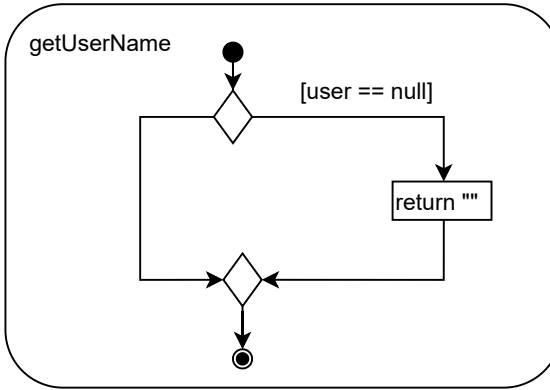 getUserName
[user == null]
return ""